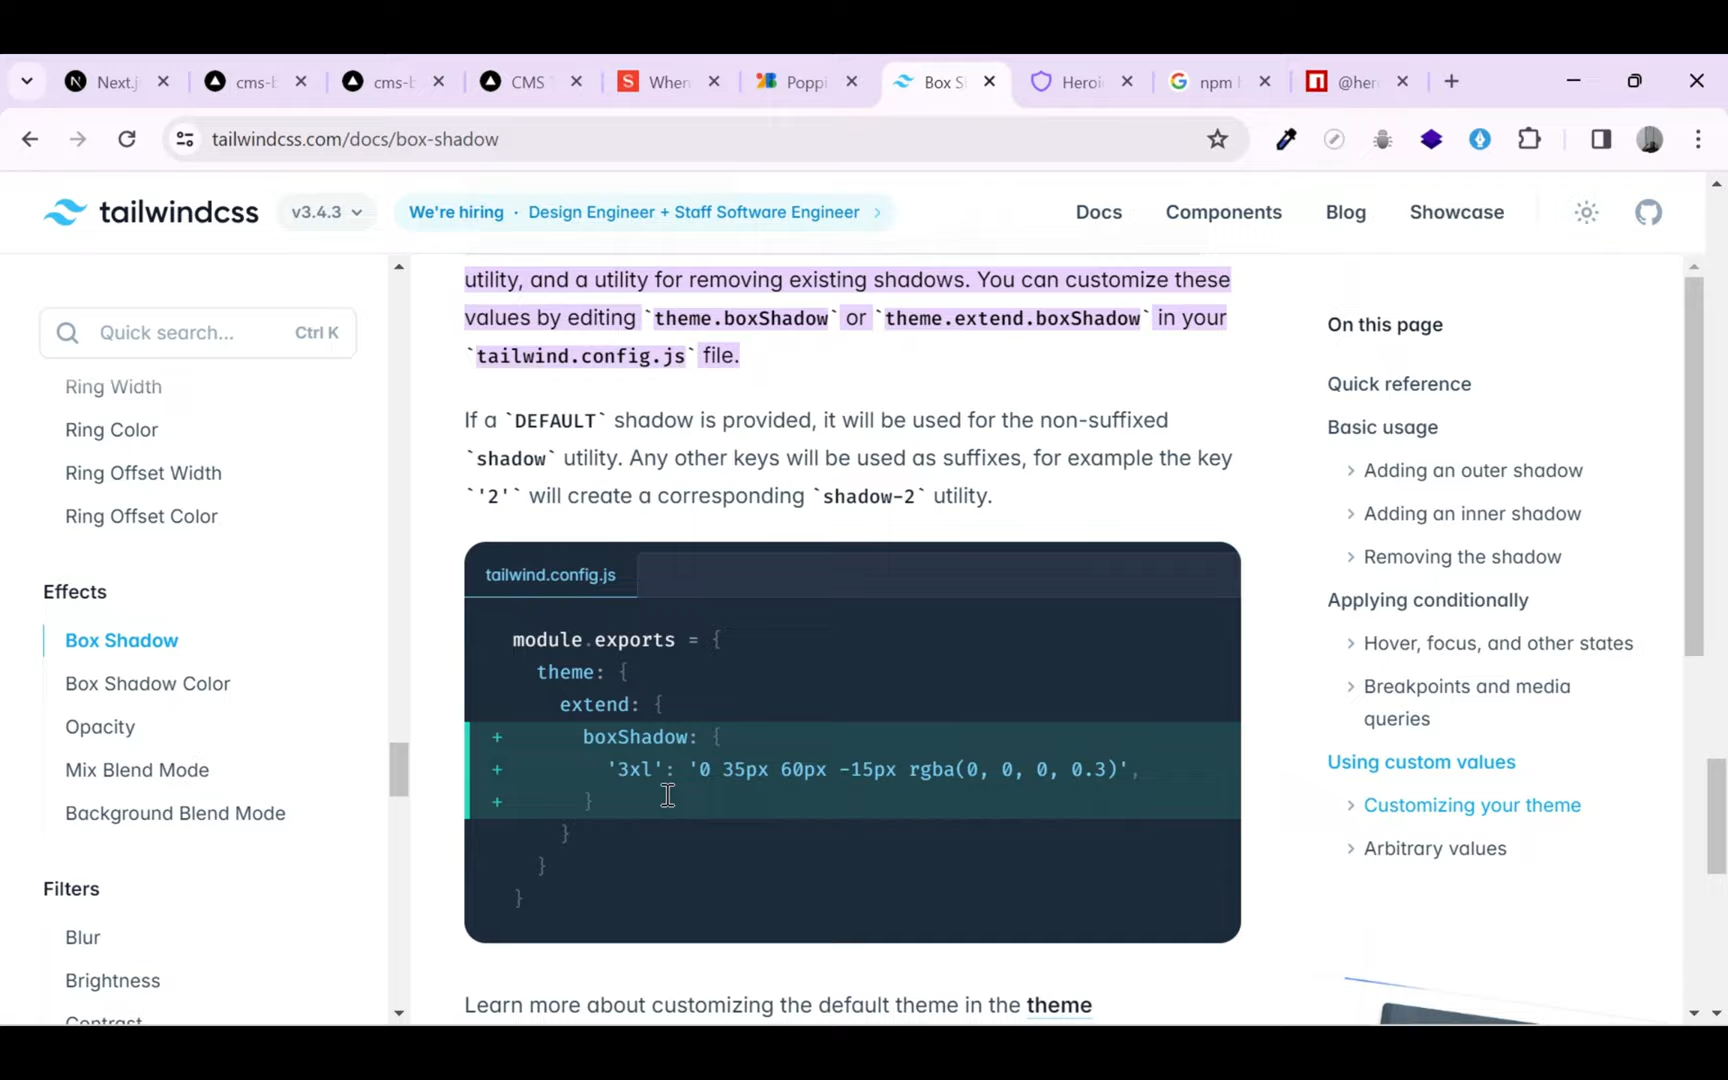 Next.j
cms-b
cms-b
CMS
When
Poppi
Box S
Heroi
npm
@her
tailwindcss.com/docs/box-shadow
tailwindcss
v3.4.3
We're hiring · Design Engineer + Staff Software Engineer
Docs
Components
Blog
Showcase
Quick search...
Ctrl K
Ring Width
Ring Color
Ring Offset Width
Ring Offset Color
Effects
Box Shadow
Box Shadow Color
Opacity
Mix Blend Mode
Background Blend Mode
Filters
Blur
Brightness
Contrast
utility, and a utility for removing existing shadows. You can customize these
values by editing `theme.boxShadow` or `theme.extend.boxShadow` in your
`tailwind.config.js` file.
If a `DEFAULT` shadow is provided, it will be used for the non-suffixed
`shadow` utility. Any other keys will be used as suffixes, for example the key
`'2'` will create a corresponding `shadow-2` utility.
tailwind.config.js
module.exports = {
theme: {
extend: {
+ boxShadow: {
+ '3xl': '0 35px 60px -15px rgba(0, 0, 0, 0.3)',
+ }
}
}
}
Learn more about customizing the default theme in the theme
On this page
Quick reference
Basic usage
Adding an outer shadow
Adding an inner shadow
Removing the shadow
Applying conditionally
Hover, focus, and other states
Breakpoints and media
queries
Using custom values
Customizing your theme
Arbitrary values